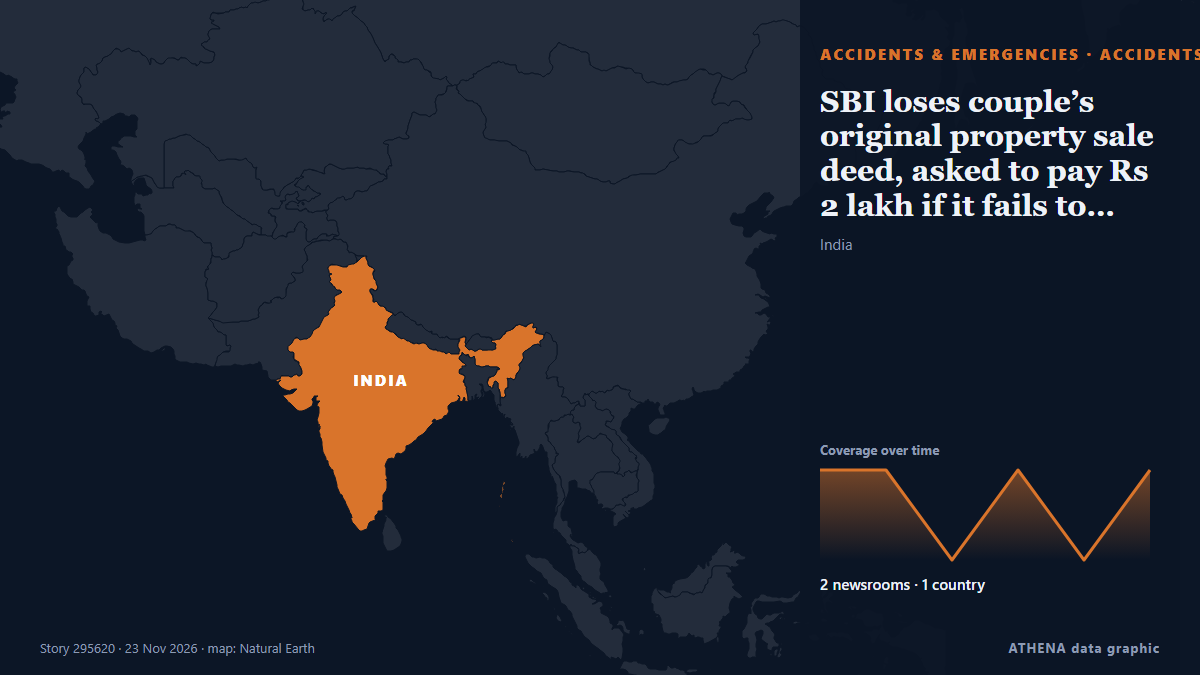 ACCIDENTS & EMERGENCIES · ACCIDENTS
SBI loses couple’s
original property sale
deed, asked to pay Rs
2 lakh if it fails to…
India
INDIA
Coverage over time
2 newsrooms · 1 country
Story 295620 · 23 Nov 2026 · map: Natural Earth
ATHENA data graphic